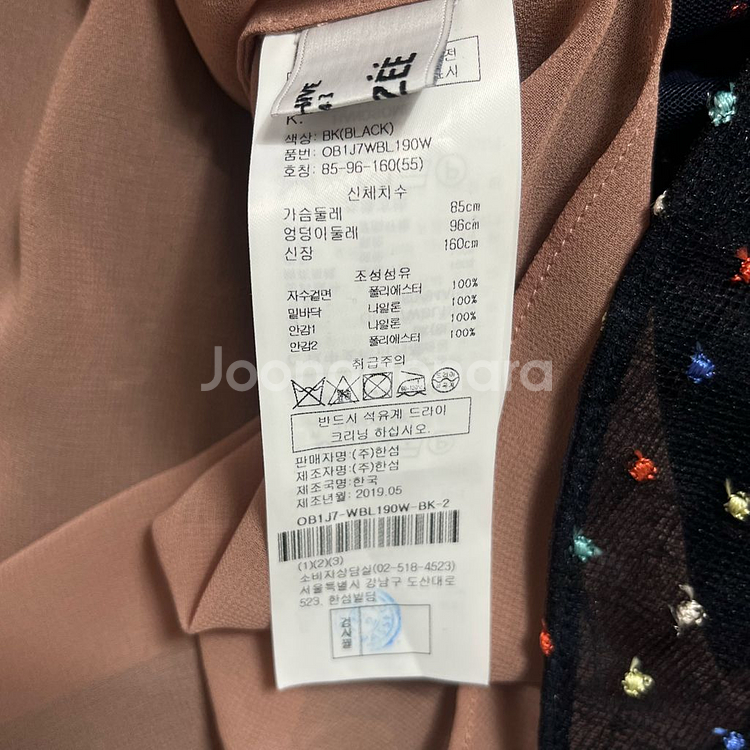 전
시
ZÉE
K.
색상: BK(BLACK)
품번: OB1J7WBL190W
호칭: 85-96-160(55)
신체치수
가슴둘레 85cm
엉덩이둘레 96cm
신장 160cm
조성섬유
자수겉면 폴리에스터 100%
밑바닥 나일론 100%
안감1 나일론 100%
안감2 폴리에스터 100%
취급주의
반드시 석유계 드라이
크리닝 하십시오.
판매자명:(주)한섬
제조자명:(주)한섬
제조국명:한국
제조년월:2019.05
OB1J7-WBL190W-BK-2
(1)(2)(3)
소비자상담실(02-518-4523)
서울특별시 강남구 도산대로
523. 한섬빌딩
검사필